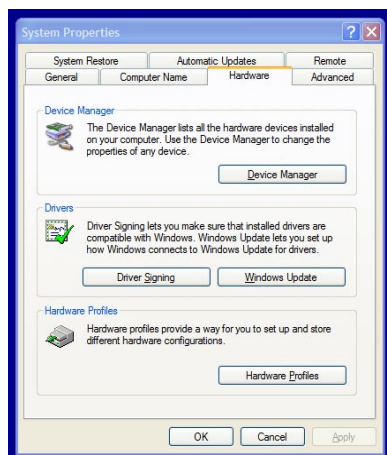 System Properties
System Restore Automatic Updates Remote
General Computer Name Hardware Advanced
Device Manager
The Device Manager lists all the hardware devices installed
on your computer. Use the Device Manager to change the
properties of any device.
Device Manager
Drivers
Driver Signing lets you make sure that installed drivers are
compatible with Windows. Windows Update lets you set up
how Windows connects to Windows Update for drivers.
Driver Signing Windows Update
Hardware Profiles
Hardware profiles provide a way for you to set up and store
different hardware configurations.
Hardware Profiles
OK Cancel Apply